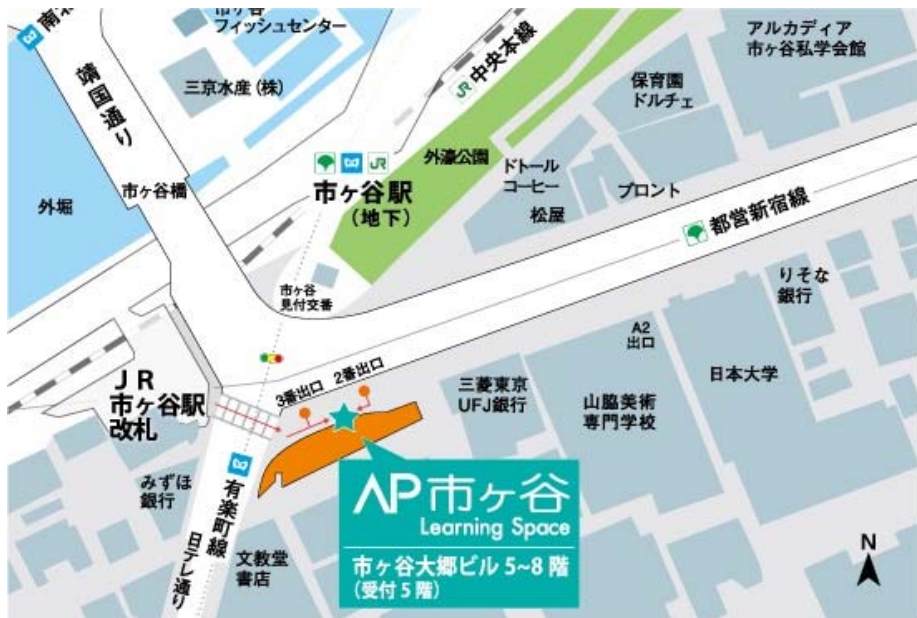 市ヶ谷
フィッシュセンター
三京水産(株)
靖国通り
JR 中央本線
アルカディア
市ヶ谷私学会館
保育園
ドルチェ
市ヶ谷橋
外堀
市ヶ谷駅
(地下)
外濠公園
ドトール
コーヒー
松屋
プロント
都営新宿線
市ヶ谷
見付交番
りそな
銀行
A2
出口
日本大学
JR
市ヶ谷駅
改札
3番出口
2番出口
三菱東京
UFJ銀行
山脇美術
専門学校
みずほ
銀行
有楽町線
日テレ通り
文教堂
書店
AP市ヶ谷
Learning Space
市ヶ谷大郷ビル 5~8 階
(受付 5 階)
N